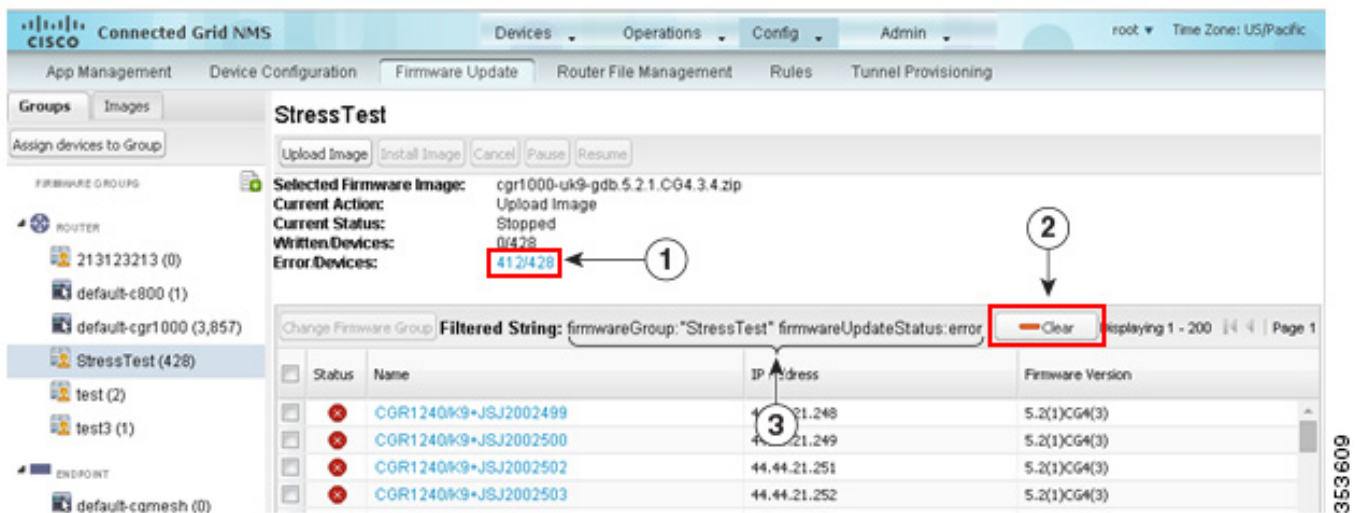 CISCO Connected Grid NMS Devices Operations Config Admin root Time Zone: US/Pacific
App Management Device Configuration Firmware Update Router File Management Rules Tunnel Provisioning
Groups Images
StressTest
Assign devices to Group
Upload Image Install Image Cancel Pause Resume
FIRMWARE GROUPS
Selected Firmware Image: cgr1000-uk9-gdb.5.2.1.CG4.3.4.zip
Current Action: Upload Image
Current Status: Stopped
Written/Devices: 0/428
Error/Devices: 412/428
1
2
ROUTER
213123213 (0)
default-c800 (1)
default-cgr1000 (3,857)
StressTest (428)
test (2)
test3 (1)
ENDPOINT
default-cgmesh (0)
Change Firmware Group Filtered String: firmwareGroup:"StressTest" firmwareUpdateStatus:error Clear Displaying 1 - 200 Page 1
Status Name IP Address Firmware Version
3
CGR1240/K9+JSJ2002499 21.248 5.2(1)CG4(3)
CGR1240/K9+JSJ2002500 21.249 5.2(1)CG4(3)
CGR1240/K9+JSJ2002502 44.44.21.251 5.2(1)CG4(3)
CGR1240/K9+JSJ2002503 44.44.21.252 5.2(1)CG4(3)
353609